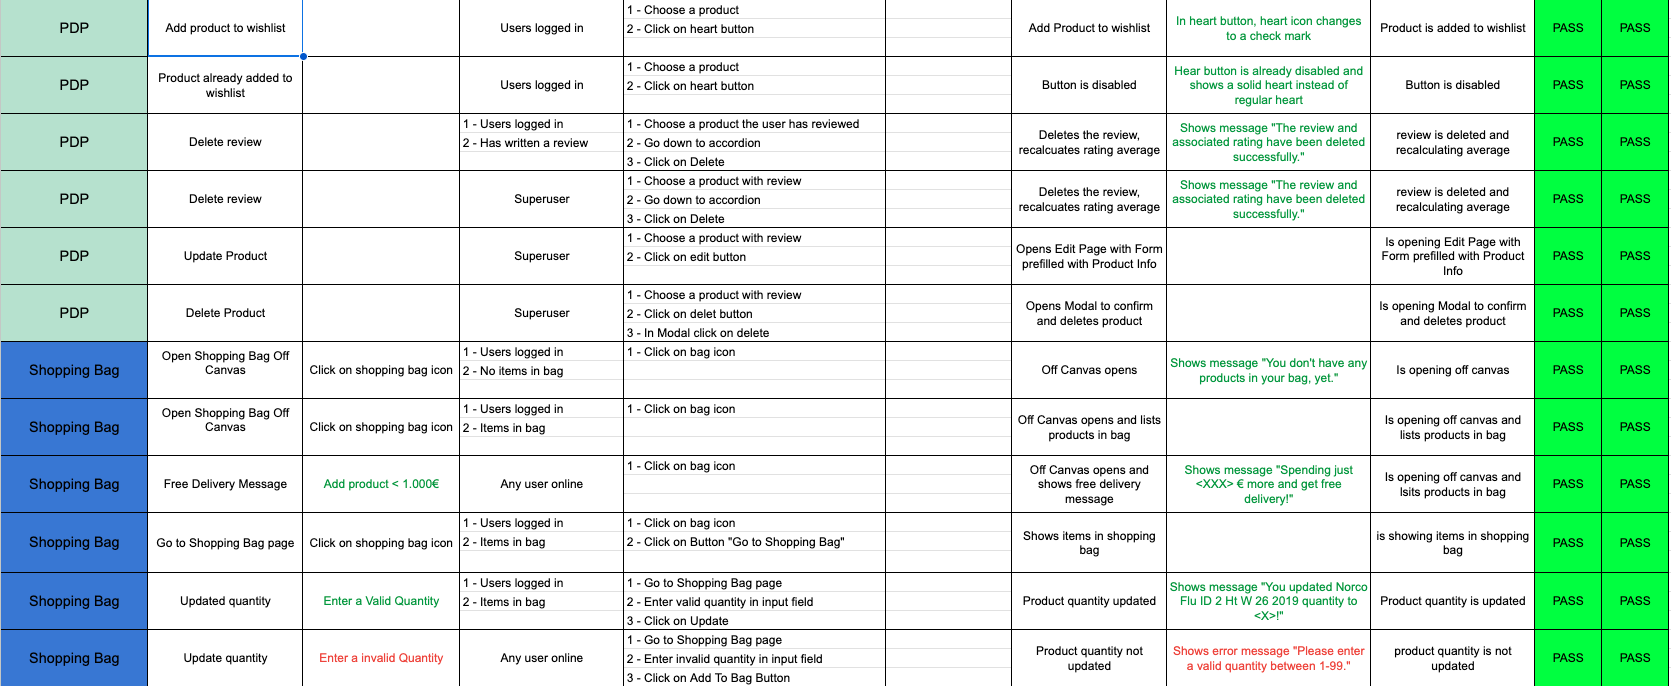 PDP
Add product to wishlist
Users logged in
1 - Choose a product
2 - Click on heart button
Add Product to wishlist
In heart button, heart icon changes
to a check mark
Product is added to wishlist
PASS
PASS
PDP
Product already added to
wishlist
Users logged in
1 - Choose a product
2 - Click on heart button
Button is disabled
Hear button is already disabled and
shows a solid heart instead of
regular heart
Button is disabled
PASS
PASS
PDP
Delete review
1 - Users logged in
2 - Has written a review
1 - Choose a product the user has reviewed
2 - Go down to accordion
3 - Click on Delete
Deletes the review,
recalcuates rating average
Shows message "The review and
associated rating have been deleted
successfully."
review is deleted and
recalculating average
PASS
PASS
PDP
Delete review
Superuser
1 - Choose a product with review
2 - Go down to accordion
3 - Click on Delete
Deletes the review,
recalcuates rating average
Shows message "The review and
associated rating have been deleted
successfully."
review is deleted and
recalculating average
PASS
PASS
PDP
Update Product
Superuser
1 - Choose a product with review
2 - Click on edit button
Opens Edit Page with Form
prefilled with Product Info
Is opening Edit Page with
Form prefilled with Product
Info
PASS
PASS
PDP
Delete Product
Superuser
1 - Choose a product with review
2 - Click on delet button
3 - In Modal click on delete
Opens Modal to confirm
and deletes product
Is opening Modal to confirm
and deletes product
PASS
PASS
Shopping Bag
Open Shopping Bag Off
Canvas
Click on shopping bag icon
1 - Users logged in
2 - No items in bag
1 - Click on bag icon
Off Canvas opens
Shows message "You don't have any
products in your bag, yet."
Is opening off canvas
PASS
PASS
Shopping Bag
Open Shopping Bag Off
Canvas
Click on shopping bag icon
1 - Users logged in
2 - Items in bag
1 - Click on bag icon
Off Canvas opens and lists
products in bag
Is opening off canvas and
lists products in bag
PASS
PASS
Shopping Bag
Free Delivery Message
Add product < 1.000€
Any user online
1 - Click on bag icon
Off Canvas opens and
shows free delivery
message
Shows message "Spending just
<XXX> € more and get free
delivery!"
Is opening off canvas and
lsits products in bag
PASS
PASS
Shopping Bag
Go to Shopping Bag page
Click on shopping bag icon
1 - Users logged in
2 - Items in bag
1 - Click on bag icon
2 - Click on Button "Go to Shopping Bag"
Shows items in shopping
bag
is showing items in shopping
bag
PASS
PASS
Shopping Bag
Updated quantity
Enter a Valid Quantity
1 - Users logged in
2 - Items in bag
1 - Go to Shopping Bag page
2 - Enter valid quantity in input field
3 - Click on Update
Product quantity updated
Shows message "You updated Norco
Flu ID 2 Ht W 26 2019 quantity to
<X>!"
Product quantity is updated
PASS
PASS
Shopping Bag
Update quantity
Enter a invalid Quantity
Any user online
1 - Go to Shopping Bag page
2 - Enter invalid quantity in input field
3 - Click on Add To Bag Button
Product quantity not
updated
Shows error message "Please enter
a valid quantity between 1-99."
product quantity is not
updated
PASS
PASS